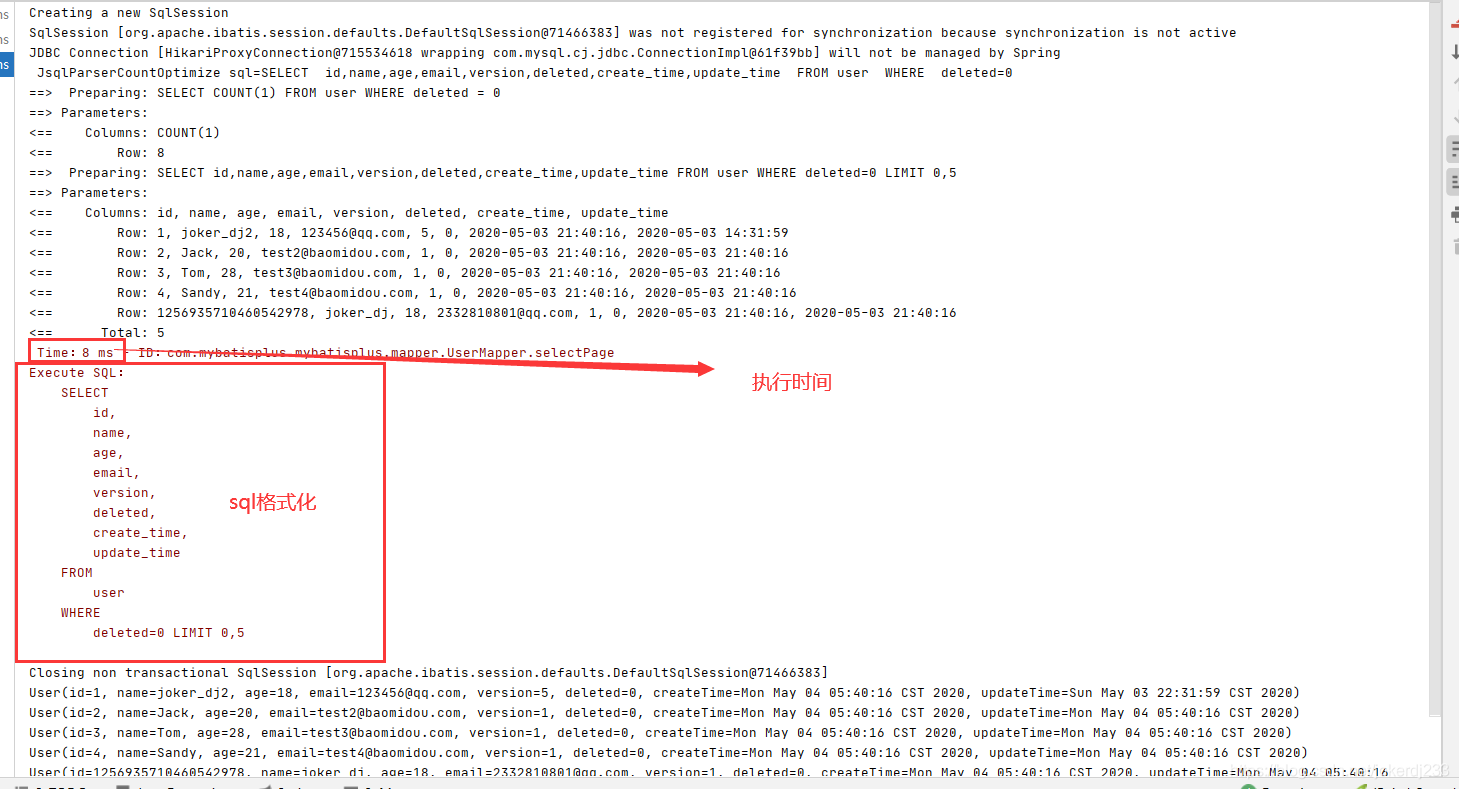 Creating a new SqlSession
SqlSession [org.apache.ibatis.session.defaults.DefaultSqlSession@71466383] was not registered for synchronization because synchronization is not active
JDBC Connection [HikariProxyConnection@715534618 wrapping com.mysql.cj.jdbc.ConnectionImpl@61f39bb] will not be managed by Spring
JsqlParserCountOptimize sql=SELECT  id,name,age,email,version,deleted,create_time,update_time  FROM user  WHERE  deleted=0
==>  Preparing: SELECT COUNT(1) FROM user WHERE deleted = 0
==> Parameters:
<==    Columns: COUNT(1)
<==        Row: 8
==>  Preparing: SELECT id,name,age,email,version,deleted,create_time,update_time FROM user WHERE deleted=0 LIMIT 0,5
==> Parameters:
<==    Columns: id, name, age, email, version, deleted, create_time, update_time
<==        Row: 1, joker_dj2, 18, 123456@qq.com, 5, 0, 2020-05-03 21:40:16, 2020-05-03 14:31:59
<==        Row: 2, Jack, 20, test2@baomidou.com, 1, 0, 2020-05-03 21:40:16, 2020-05-03 21:40:16
<==        Row: 3, Tom, 28, test3@baomidou.com, 1, 0, 2020-05-03 21:40:16, 2020-05-03 21:40:16
<==        Row: 4, Sandy, 21, test4@baomidou.com, 1, 0, 2020-05-03 21:40:16, 2020-05-03 21:40:16
<==        Row: 1256935710460542978, joker_dj, 18, 2332810801@qq.com, 1, 0, 2020-05-03 21:40:16, 2020-05-03 21:40:16
<==      Total: 5
Time：8 ms - ID：com.mybatisplus.mybatisplus.mapper.UserMapper.selectPage
执行时间
Execute SQL：
SELECT
id,
name,
age,
email,
version,
sql格式化
deleted,
create_time,
update_time
FROM
user
WHERE
deleted=0 LIMIT 0,5
Closing non transactional SqlSession [org.apache.ibatis.session.defaults.DefaultSqlSession@71466383]
User(id=1, name=joker_dj2, age=18, email=123456@qq.com, version=5, deleted=0, createTime=Mon May 04 05:40:16 CST 2020, updateTime=Sun May 03 22:31:59 CST 2020)
User(id=2, name=Jack, age=20, email=test2@baomidou.com, version=1, deleted=0, createTime=Mon May 04 05:40:16 CST 2020, updateTime=Mon May 04 05:40:16 CST 2020)
User(id=3, name=Tom, age=28, email=test3@baomidou.com, version=1, deleted=0, createTime=Mon May 04 05:40:16 CST 2020, updateTime=Mon May 04 05:40:16 CST 2020)
User(id=4, name=Sandy, age=21, email=test4@baomidou.com, version=1, deleted=0, createTime=Mon May 04 05:40:16 CST 2020, updateTime=Mon May 04 05:40:16 CST 2020)
User(id=1256935710460542978, name=joker_dj, age=18, email=2332810801@qq.com, version=1, deleted=0, createTime=Mon May 04 05:40:16 CST 2020, updateTime=Mon May 04 05:40:16